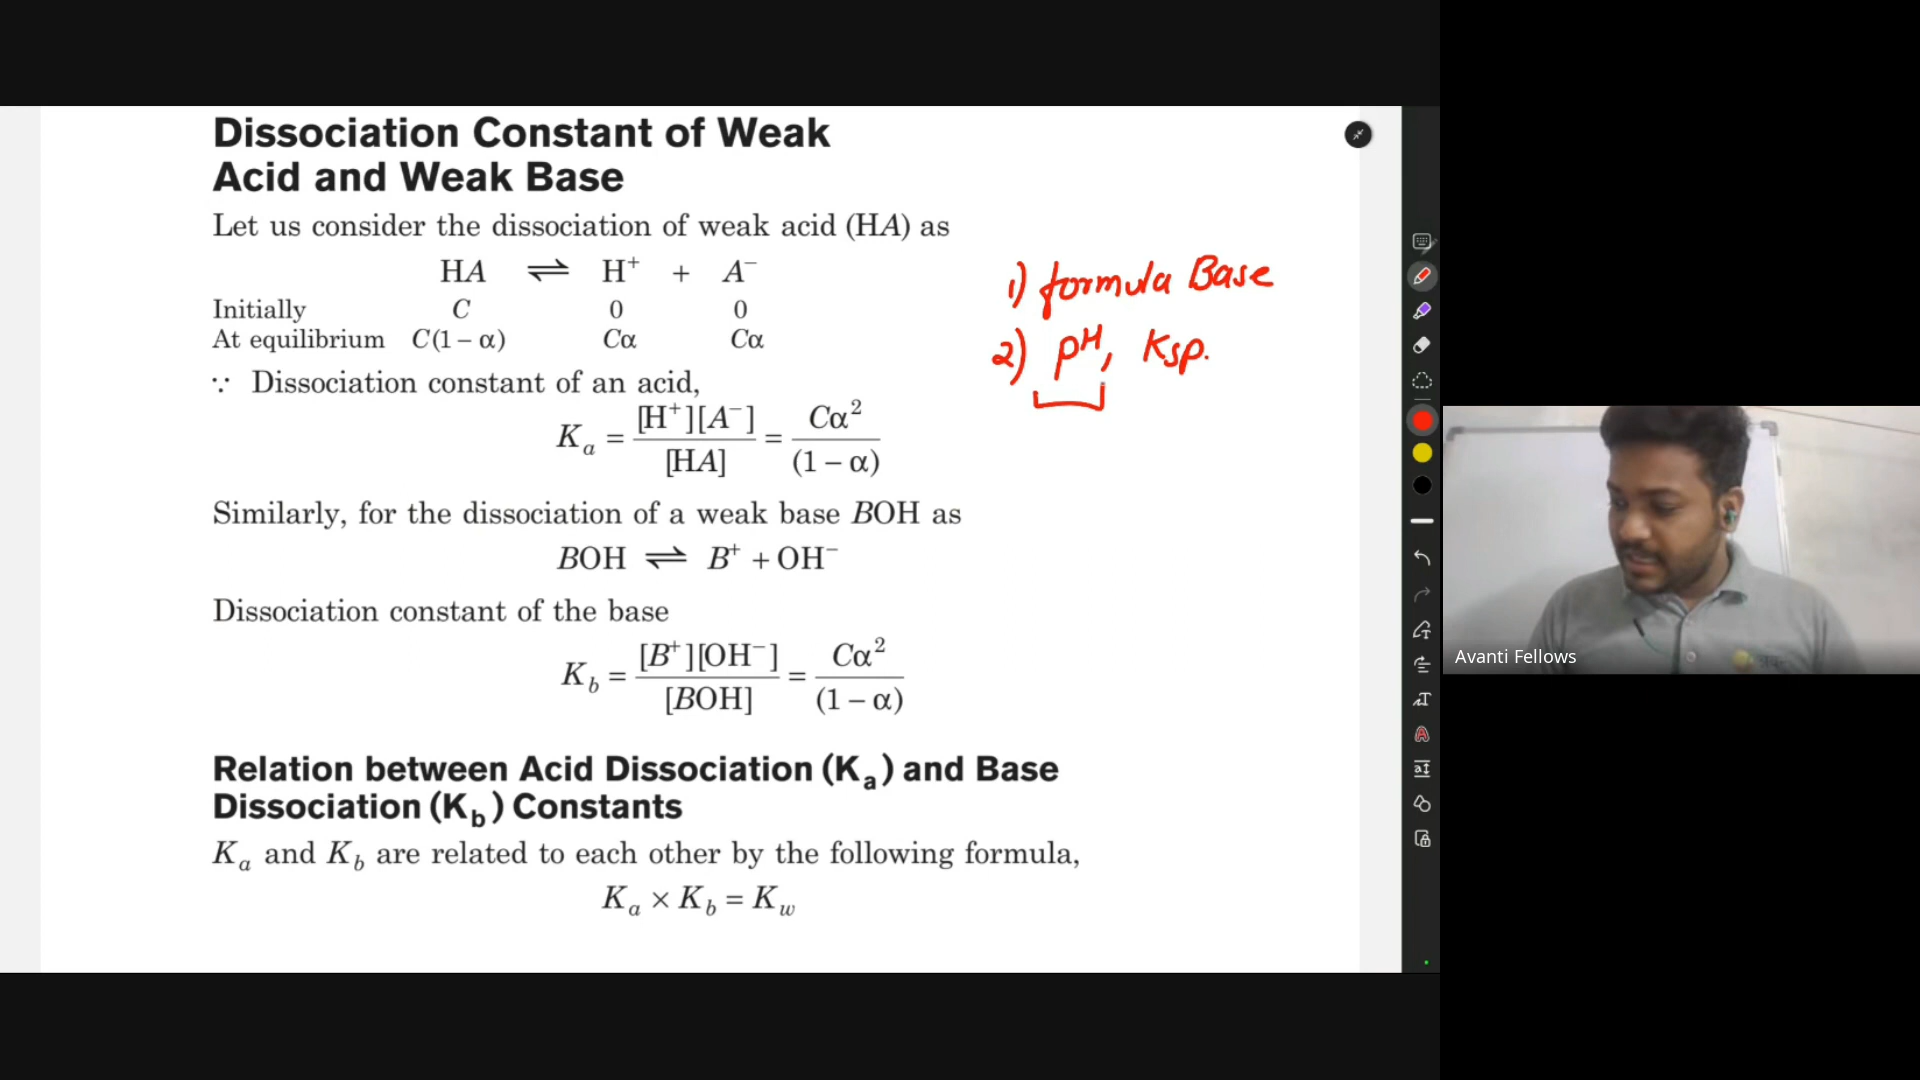 Dissociation Constant of Weak
Acid and Weak Base
Let us consider the dissociation of weak acid (HA) as
HA ⇌ H⁺ + A⁻
Initially C 0 0
At equilibrium C(1 – α) Cα Cα
∵ Dissociation constant of an acid,
Kₐ = [H⁺][A⁻] / [HA] = Cα² / (1 – α)
Similarly, for the dissociation of a weak base BOH as
BOH ⇌ B⁺ + OH⁻
Dissociation constant of the base
K_b = [B⁺][OH⁻] / [BOH] = Cα² / (1 – α)
Relation between Acid Dissociation (Kₐ) and Base
Dissociation (K_b) Constants
Kₐ and K_b are related to each other by the following formula,
Kₐ × K_b = K_w
1) formula Base
2) pH, Ksp.
Avanti Fellows